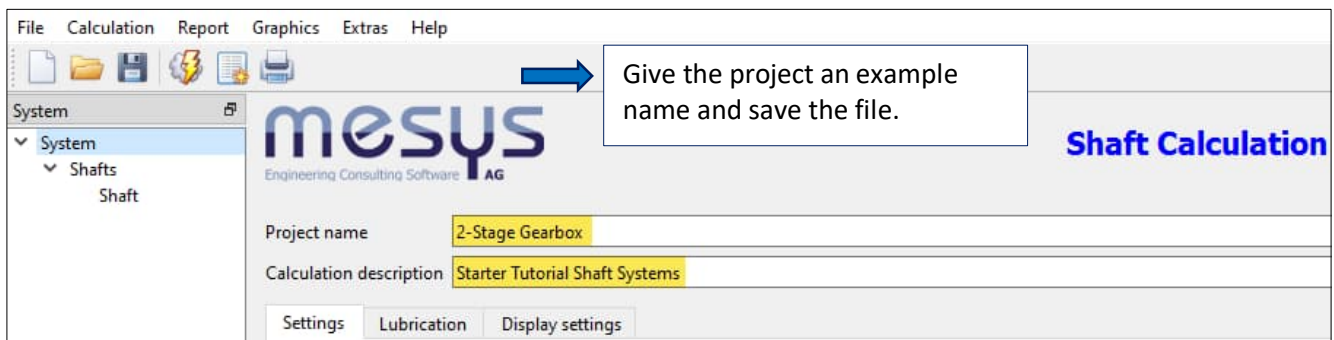 File Calculation Report Graphics Extras Help
Give the project an example
name and save the file.
System
System
Shafts
Shaft
mesys
Engineering Consulting Software AG
Shaft Calculation
Project name 2-Stage Gearbox
Calculation description Starter Tutorial Shaft Systems
Settings Lubrication Display settings